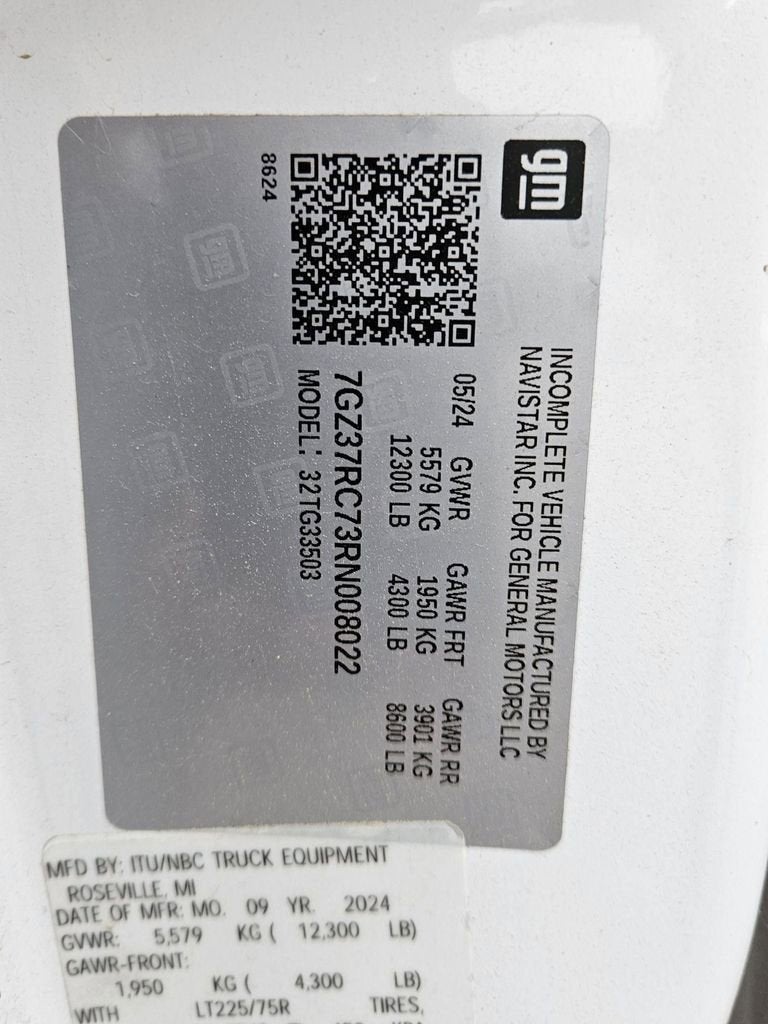 gm
INCOMPLETE VEHICLE MANUFACTURED BY
NAVISTAR INC. FOR GENERAL MOTORS LLC
05/24 GVWR GAWR FRT GAWR RR
5579 KG 1950 KG 3901 KG
12300 LB 4300 LB 8600 LB
7GZ37RC73RN008022
MODEL: 32TG33503
8624
MFD BY: ITU/NBC TRUCK EQUIPMENT
ROSEVILLE, MI
DATE OF MFR: MO. 09 YR. 2024
GVWR: 5,579 KG ( 12,300 LB)
GAWR-FRONT:
1,950 KG ( 4,300 LB)
WITH LT225/75R TIRES,